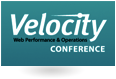 Velocity
Web Performance & Operations
CONFERENCE